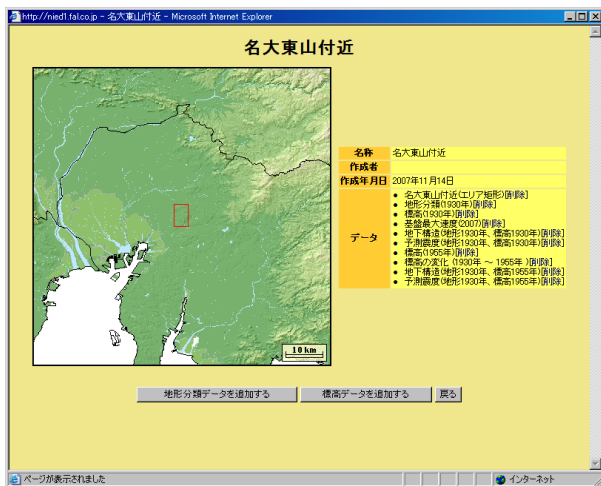 http://nied1.fal.co.jp - 名大東山付近 - Microsoft Internet Explorer
名大東山付近
10 km
名称 名大東山付近
作成者
作成年月日 2007年11月14日
データ
● 名大東山付近(エリア矩形)[削除]
● 地形分類(1930年)[削除]
● 標高(1930年)[削除]
● 基盤最大速度(2007)[削除]
● 地下構造(地形1930年、標高1930年)[削除]
● 予測震度(地形1930年、標高1930年)[削除]
● 標高(1955年)[削除]
● 標高の変化 (1930年 ～ 1955年 )[削除]
● 地下構造(地形1930年、標高1955年)[削除]
● 予測震度(地形1930年、標高1955年)[削除]
地形分類データを追加する 標高データを追加する 戻る
ページが表示されました インターネット